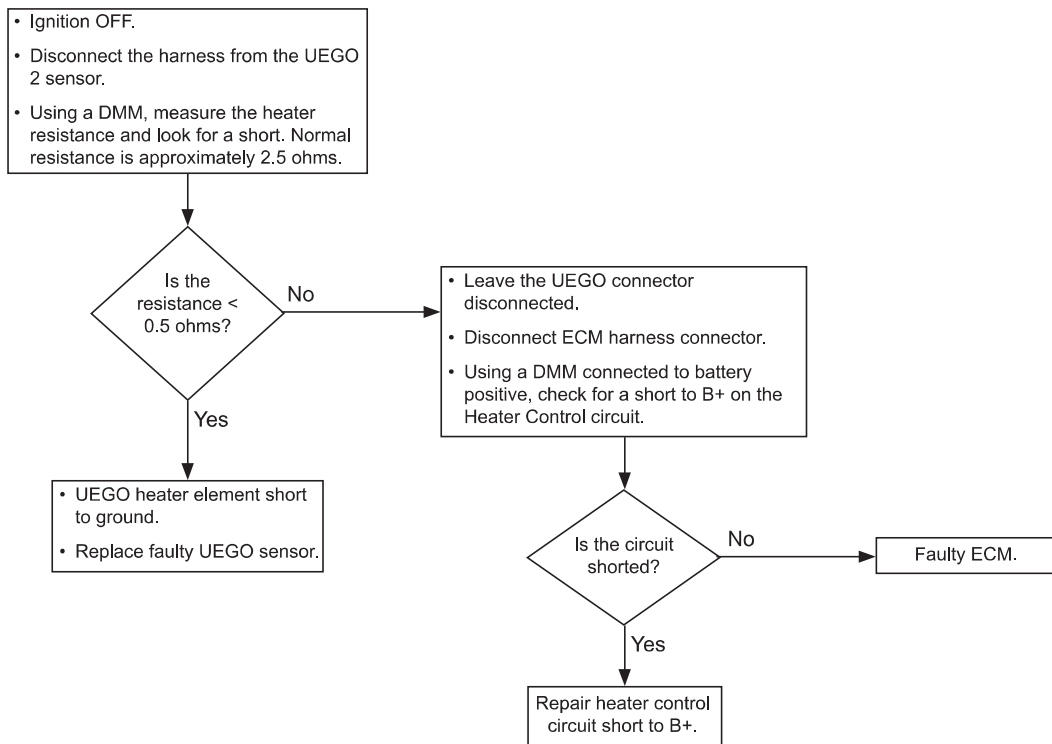 • Ignition OFF.
• Disconnect the harness from the UEGO
2 sensor.
• Using a DMM, measure the heater
resistance and look for a short. Normal
resistance is approximately 2.5 ohms.
Is the
resistance <
0.5 ohms?
No
Yes
• UEGO heater element short
to ground.
• Replace faulty UEGO sensor.
• Leave the UEGO connector
disconnected.
• Disconnect ECM harness connector.
• Using a DMM connected to battery
positive, check for a short to B+ on the
Heater Control circuit.
Is the circuit
shorted?
No
Faulty ECM.
Yes
Repair heater control
circuit short to B+.